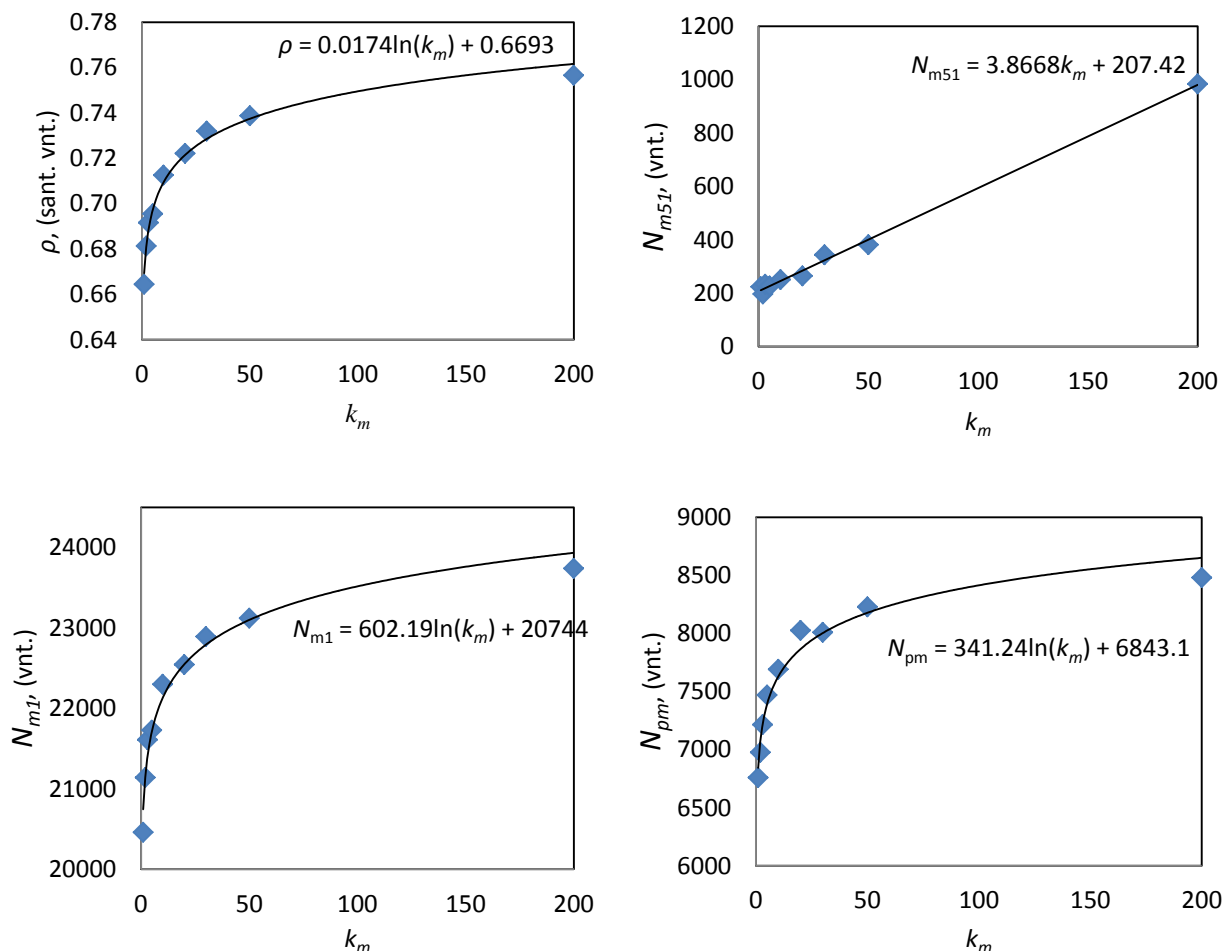 ρ = 0.0174ln(kₘ) + 0.6693
0.78
0.76
0.74
0.72
0.70
0.68
0.66
0.64
ρ, (sant. vnt.)
0 50 100 150 200
kₘ
Nm51 = 3.8668kₘ + 207.42
1200
1000
800
600
400
200
0
Nm51, (vnt.)
0 50 100 150 200
kₘ
Nm1 = 602.19ln(kₘ) + 20744
24000
23000
22000
21000
20000
Nm1, (vnt.)
0 50 100 150 200
kₘ
Npm = 341.24ln(kₘ) + 6843.1
9000
8500
8000
7500
7000
6500
6000
Npm, (vnt.)
0 50 100 150 200
kₘ